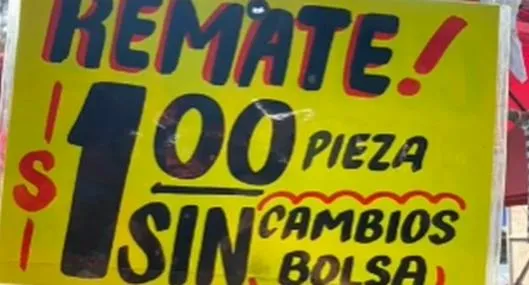 REMATE!
$1.00 PIEZA
SIN CAMBIOS
BOLSA